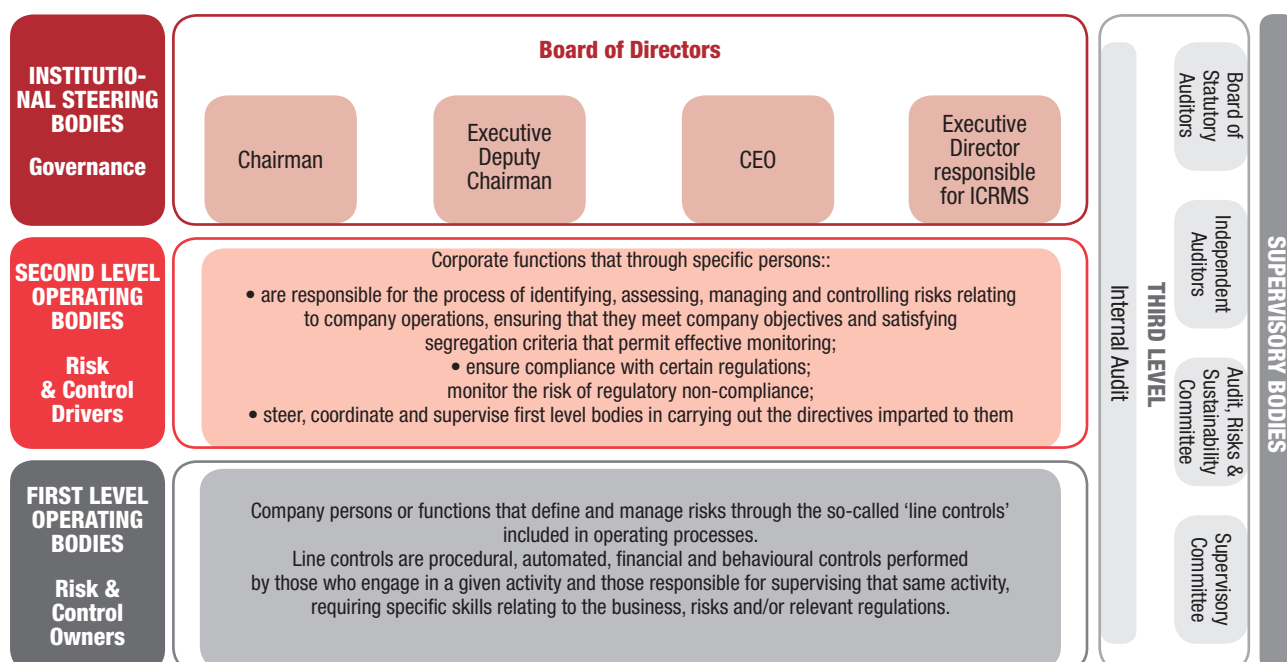 INSTITUTIO-
NAL STEERING
BODIES
Governance
Board of Directors
Chairman
Executive
Deputy
Chairman
CEO
Executive
Director
responsible
for ICRMS
SECOND LEVEL
OPERATING
BODIES
Risk
& Control
Drivers
Corporate functions that through specific persons::
• are responsible for the process of identifying, assessing, managing and controlling risks relating
to company operations, ensuring that they meet company objectives and satisfying
segregation criteria that permit effective monitoring;
• ensure compliance with certain regulations;
monitor the risk of regulatory non-compliance;
• steer, coordinate and supervise first level bodies in carrying out the directives imparted to them
FIRST LEVEL
OPERATING
BODIES
Risk &
Control
Owners
Company persons or functions that define and manage risks through the so-called ‘line controls’
included in operating processes.
Line controls are procedural, automated, financial and behavioural controls performed
by those who engage in a given activity and those responsible for supervising that same activity,
requiring specific skills relating to the business, risks and/or relevant regulations.
Internal Audit
THIRD LEVEL
Board of
Statutory
Auditors
Independent
Auditors
Audit, Risks &
Sustainability
Committee
Supervisory
Committee
SUPERVISORY BODIES